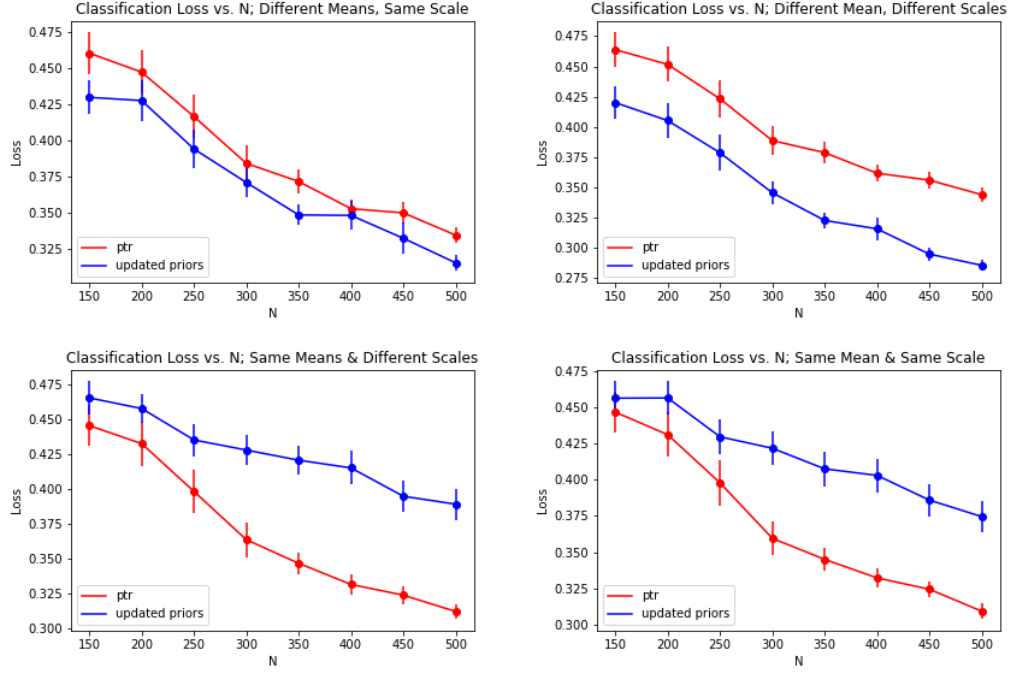 Classification Loss vs. N; Different Means, Same Scale
0.475
0.450
0.425
0.400
0.375
0.350
0.325
Loss
ptr
updated priors
150 200 250 300 350 400 450 500
N
Classification Loss vs. N; Different Mean, Different Scales
0.475
0.450
0.425
0.400
0.375
0.350
0.325
0.300
0.275
Loss
ptr
updated priors
150 200 250 300 350 400 450 500
N
Classification Loss vs. N; Same Means & Different Scales
0.475
0.450
0.425
0.400
0.375
0.350
0.325
0.300
Loss
ptr
updated priors
150 200 250 300 350 400 450 500
N
Classification Loss vs. N; Same Mean & Same Scale
0.475
0.450
0.425
0.400
0.375
0.350
0.325
0.300
Loss
ptr
updated priors
150 200 250 300 350 400 450 500
N